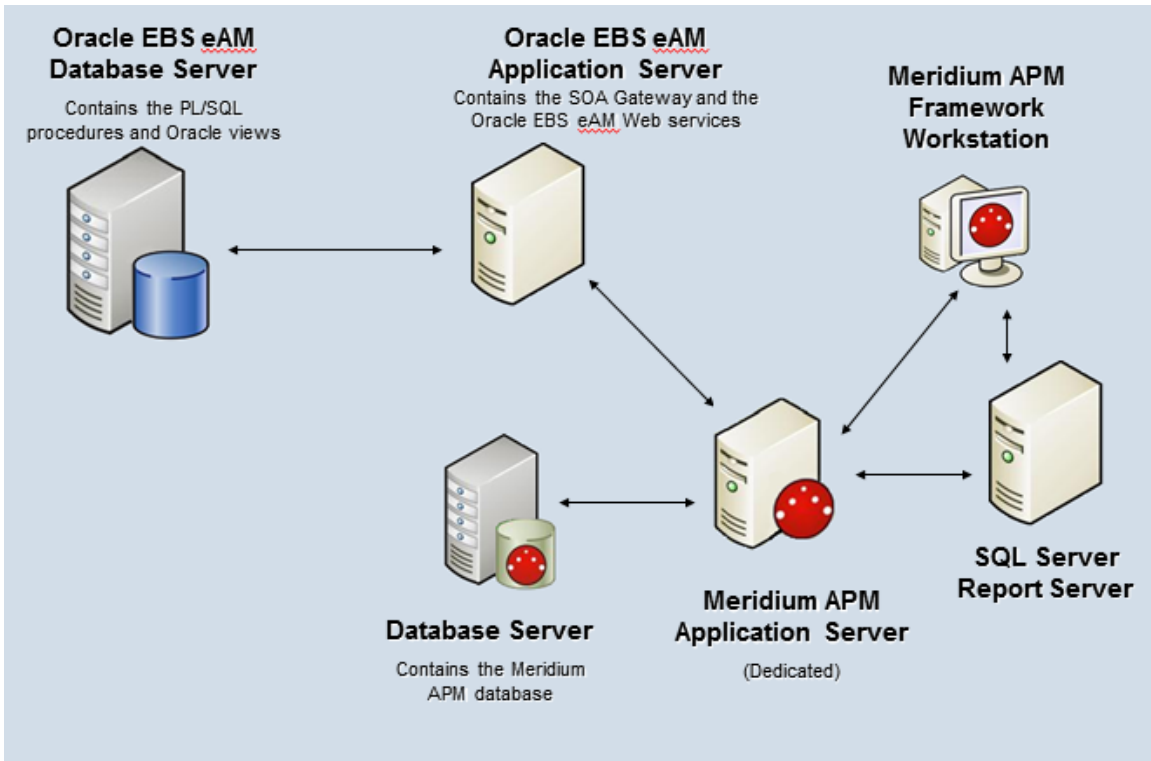 Oracle EBS eAM
Database Server
Contains the PL/SQL
procedures and Oracle views
Oracle EBS eAM
Application Server
Contains the SOA Gateway and the
Oracle EBS eAM Web services
Meridium APM
Framework
Workstation
SQL Server
Report Server
Meridium APM
Application Server
(Dedicated)
Database Server
Contains the Meridium
APM database